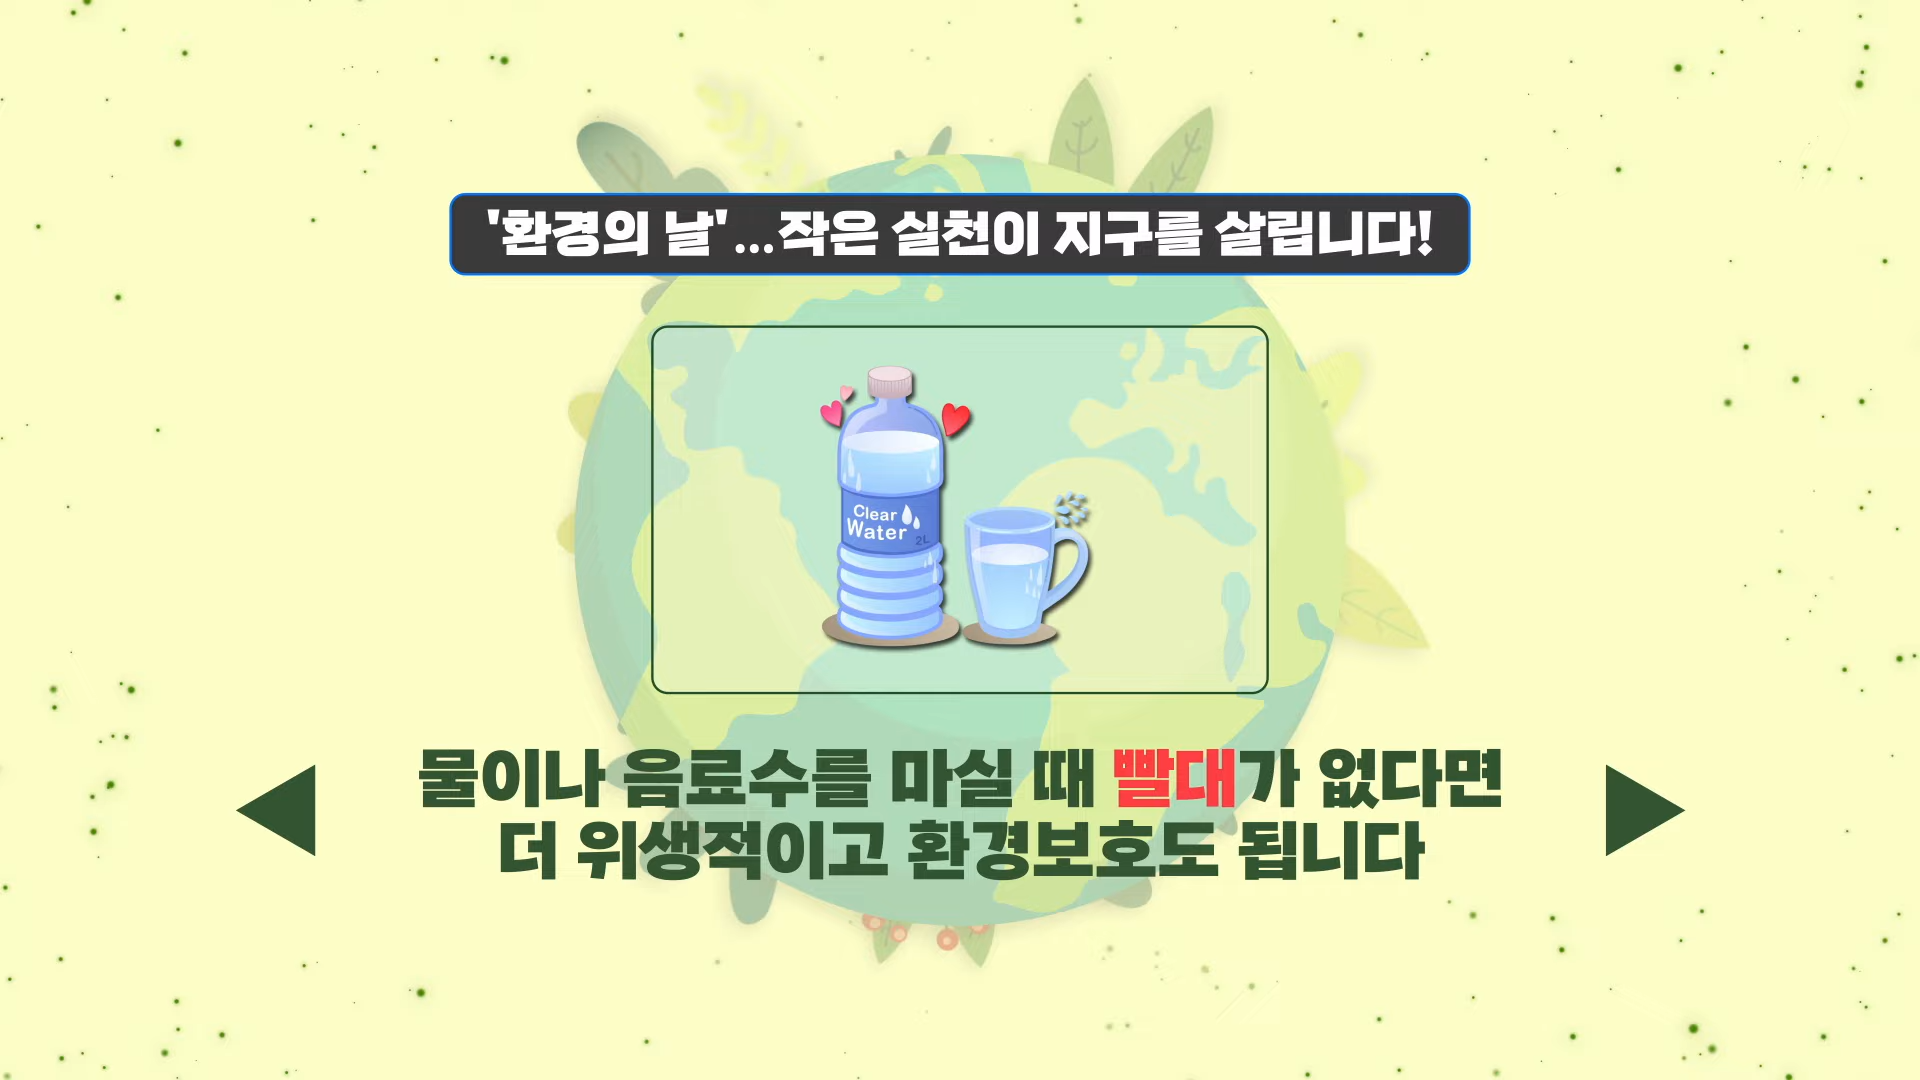 '환경의 날'...작은 실천이 지구를 살립니다!
Clear
Water
2L
물이나 음료수를 마실 때 빨대가 없다면
더 위생적이고 환경보호도 됩니다